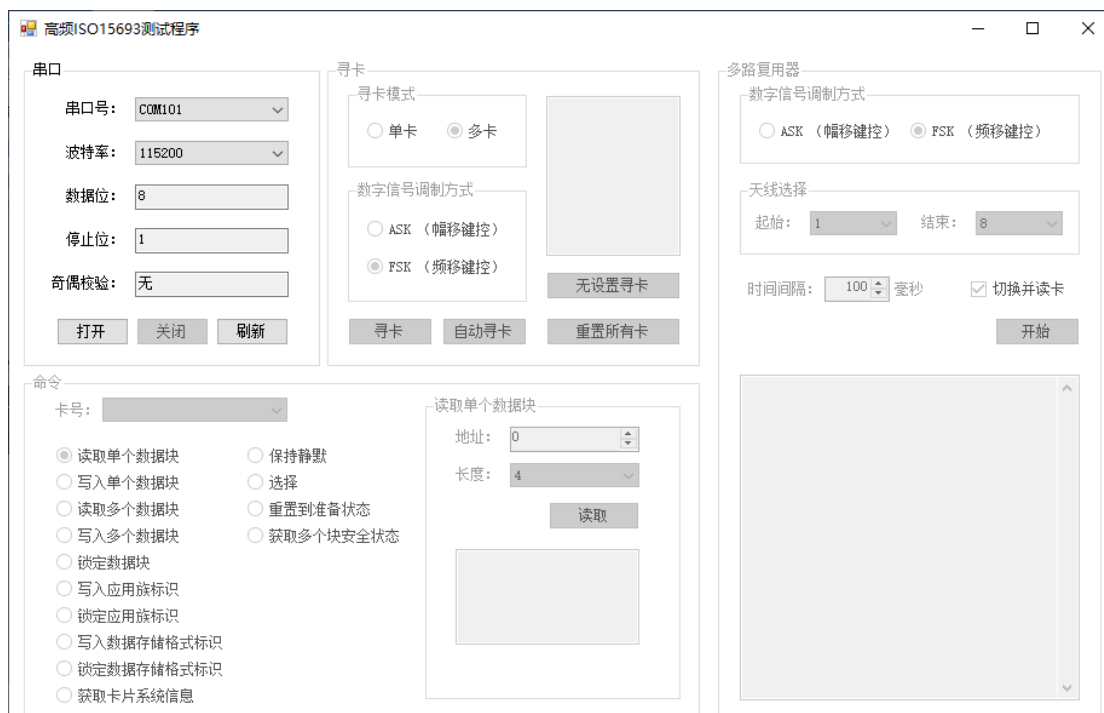 高频ISO15693测试程序
串口
串口号： COM101
波特率： 115200
数据位： 8
停止位： 1
奇偶校验： 无
打开 关闭 刷新
寻卡
寻卡模式
单卡 多卡
数字信号调制方式
ASK （幅移键控）
FSK （频移键控）
无设置寻卡
寻卡 自动寻卡 重置所有卡
多路复用器
数字信号调制方式
ASK （幅移键控） FSK （频移键控）
天线选择
起始： 1 结束： 8
时间间隔： 100 毫秒 切换并读卡
开始
命令
卡号：
读取单个数据块 保持静默
写入单个数据块 选择
读取多个数据块 重置到准备状态
写入多个数据块 获取多个块安全状态
锁定数据块
写入应用族标识
锁定应用族标识
写入数据存储格式标识
锁定数据存储格式标识
获取卡片系统信息
读取单个数据块
地址： 0
长度： 4
读取